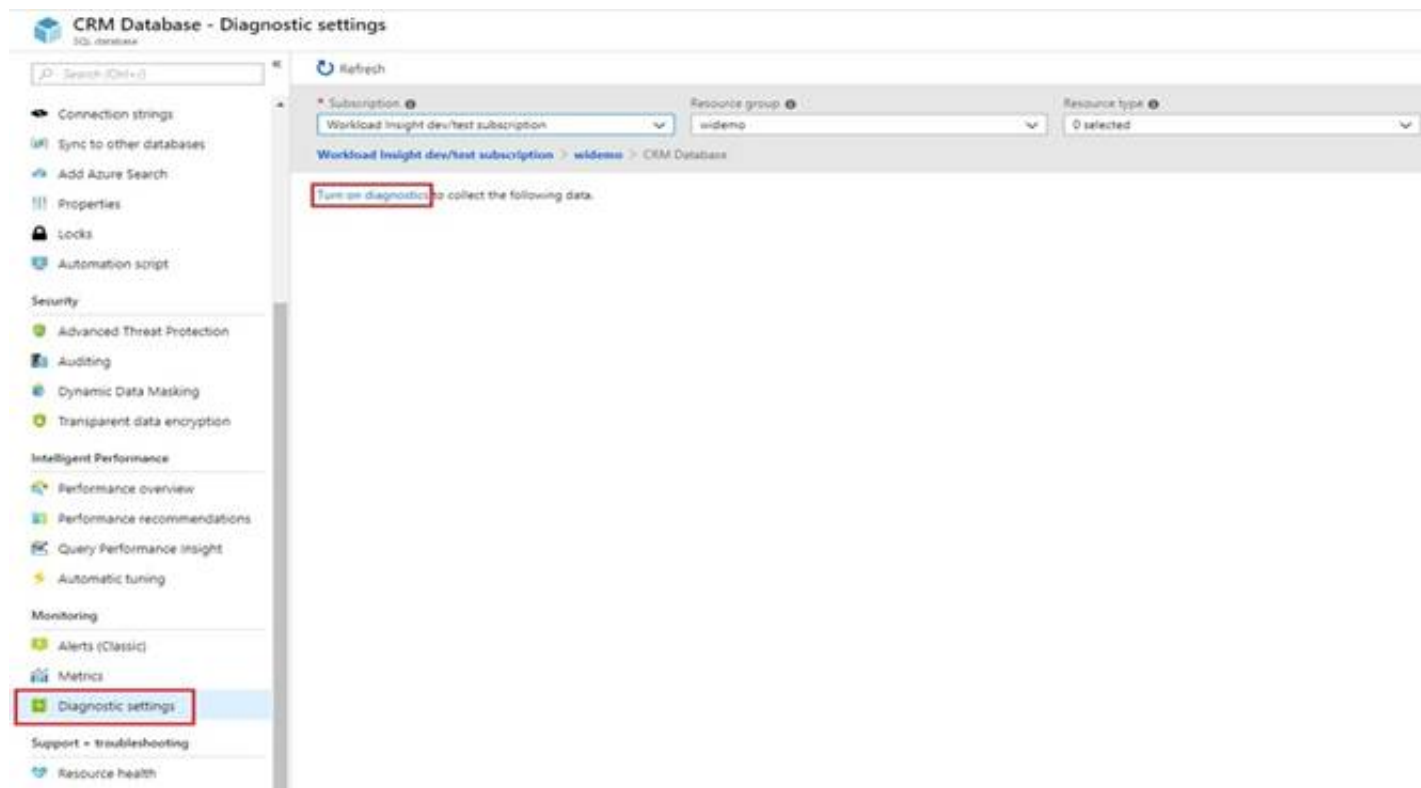 CRM Database - Diagnostic settings
SQL database
Search (Ctrl+/)
«
Refresh
* Subscription
Resource group
Resource type
Workload Insight dev/test subscription
widemo
0 selected
Workload Insight dev/test subscription > widemo > CRM Database
Turn on diagnostics to collect the following data.
Connection strings
Sync to other databases
Add Azure Search
Properties
Locks
Automation script
Security
Advanced Threat Protection
Auditing
Dynamic Data Masking
Transparent data encryption
Intelligent Performance
Performance overview
Performance recommendations
Query Performance Insight
Automatic tuning
Monitoring
Alerts (Classic)
Metrics
Diagnostic settings
Support + troubleshooting
Resource health